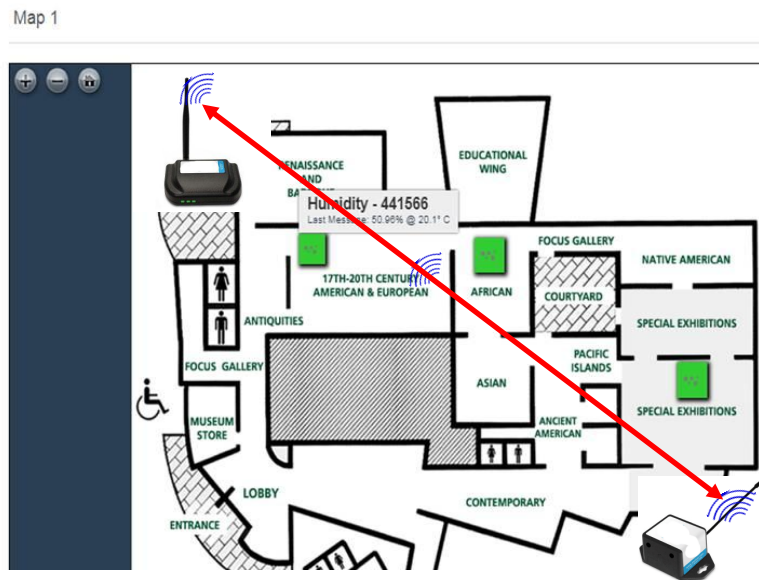 Map 1
EDUCATIONAL
WING
RENAISSANCE
AND
Humidity - 441566
Last Message: 50.96% @ 20.1° C
FOCUS GALLERY
NATIVE AMERICAN
17TH-20TH CENTURY
AMERICAN & EUROPEAN
AFRICAN
COURTYARD
ANTIQUITIES
SPECIAL EXHIBITIONS
FOCUS GALLERY
PACIFIC
ISLANDS
ASIAN
SPECIAL EXHIBITIONS
MUSEUM
STORE
ANCIENT
AMERICAN
LOBBY
CONTEMPORARY
ENTRANCE